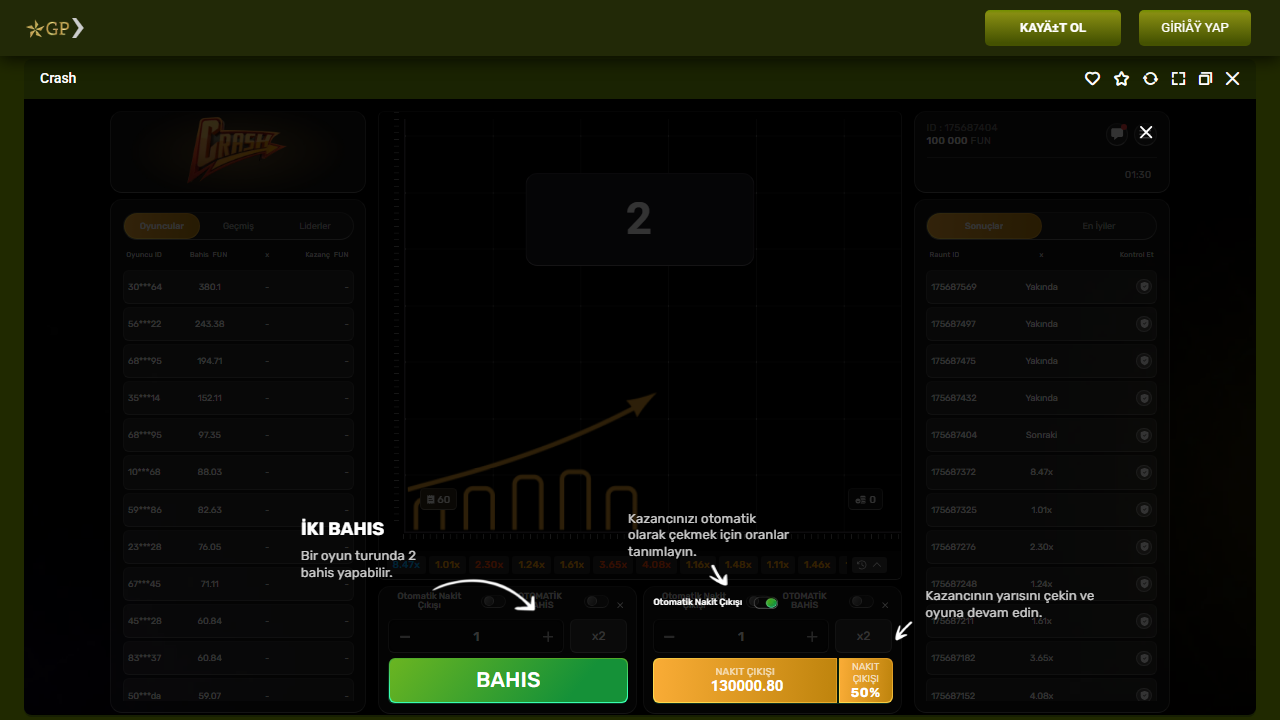 GP
KAYÄ±T OL
GİRİÅŸ YAP
Crash
CRASH
ID : 175687404
100 000 FUN
01:30
2
Oyuncular Geçmiş Liderler
Oyuncu ID Bahis FUN x Kazanç FUN
30***64 380.1 - -
56***22 243.38 - -
68***95 194.71 - -
35***14 152.11 - -
68***95 97.35 - -
10***68 88.03 - -
59***86 82.63 - -
23***28 76.05 - -
67***45 71.11 - -
45***28 60.84 - -
83***37 60.84 - -
50***da 59.07 - -
Sonuçlar En İyiler
Raunt ID x Kontrol Et
175687569 Yakında
175687497 Yakında
175687475 Yakında
175687432 Yakında
175687404 Sonraki
175687372 8.47x
175687325 1.01x
175687276 2.30x
175687248 1.24x
175687211 1.61x
175687182 3.65x
175687152 4.08x
60
0
İKI BAHIS
Bir oyun turunda 2
bahis yapabilir.
Kazancınızı otomatik
olarak çekmek için oranlar
tanımlayın.
8.47x 1.01x 2.30x 1.24x 1.61x 3.65x 4.08x 1.16x 1.48x 1.11x 1.46x
Kazancının yarısını çekin ve
oyuna devam edin.
Otomatik Nakit
Çıkışı
OTOMATİK
BAHİS
Otomatik Nakit Çıkışı
OTOMATİK
BAHİS
1
x2
1
x2
BAHIS
NAKIT ÇIKIŞI
130000.80
NAKIT
ÇIKIŞI
50%